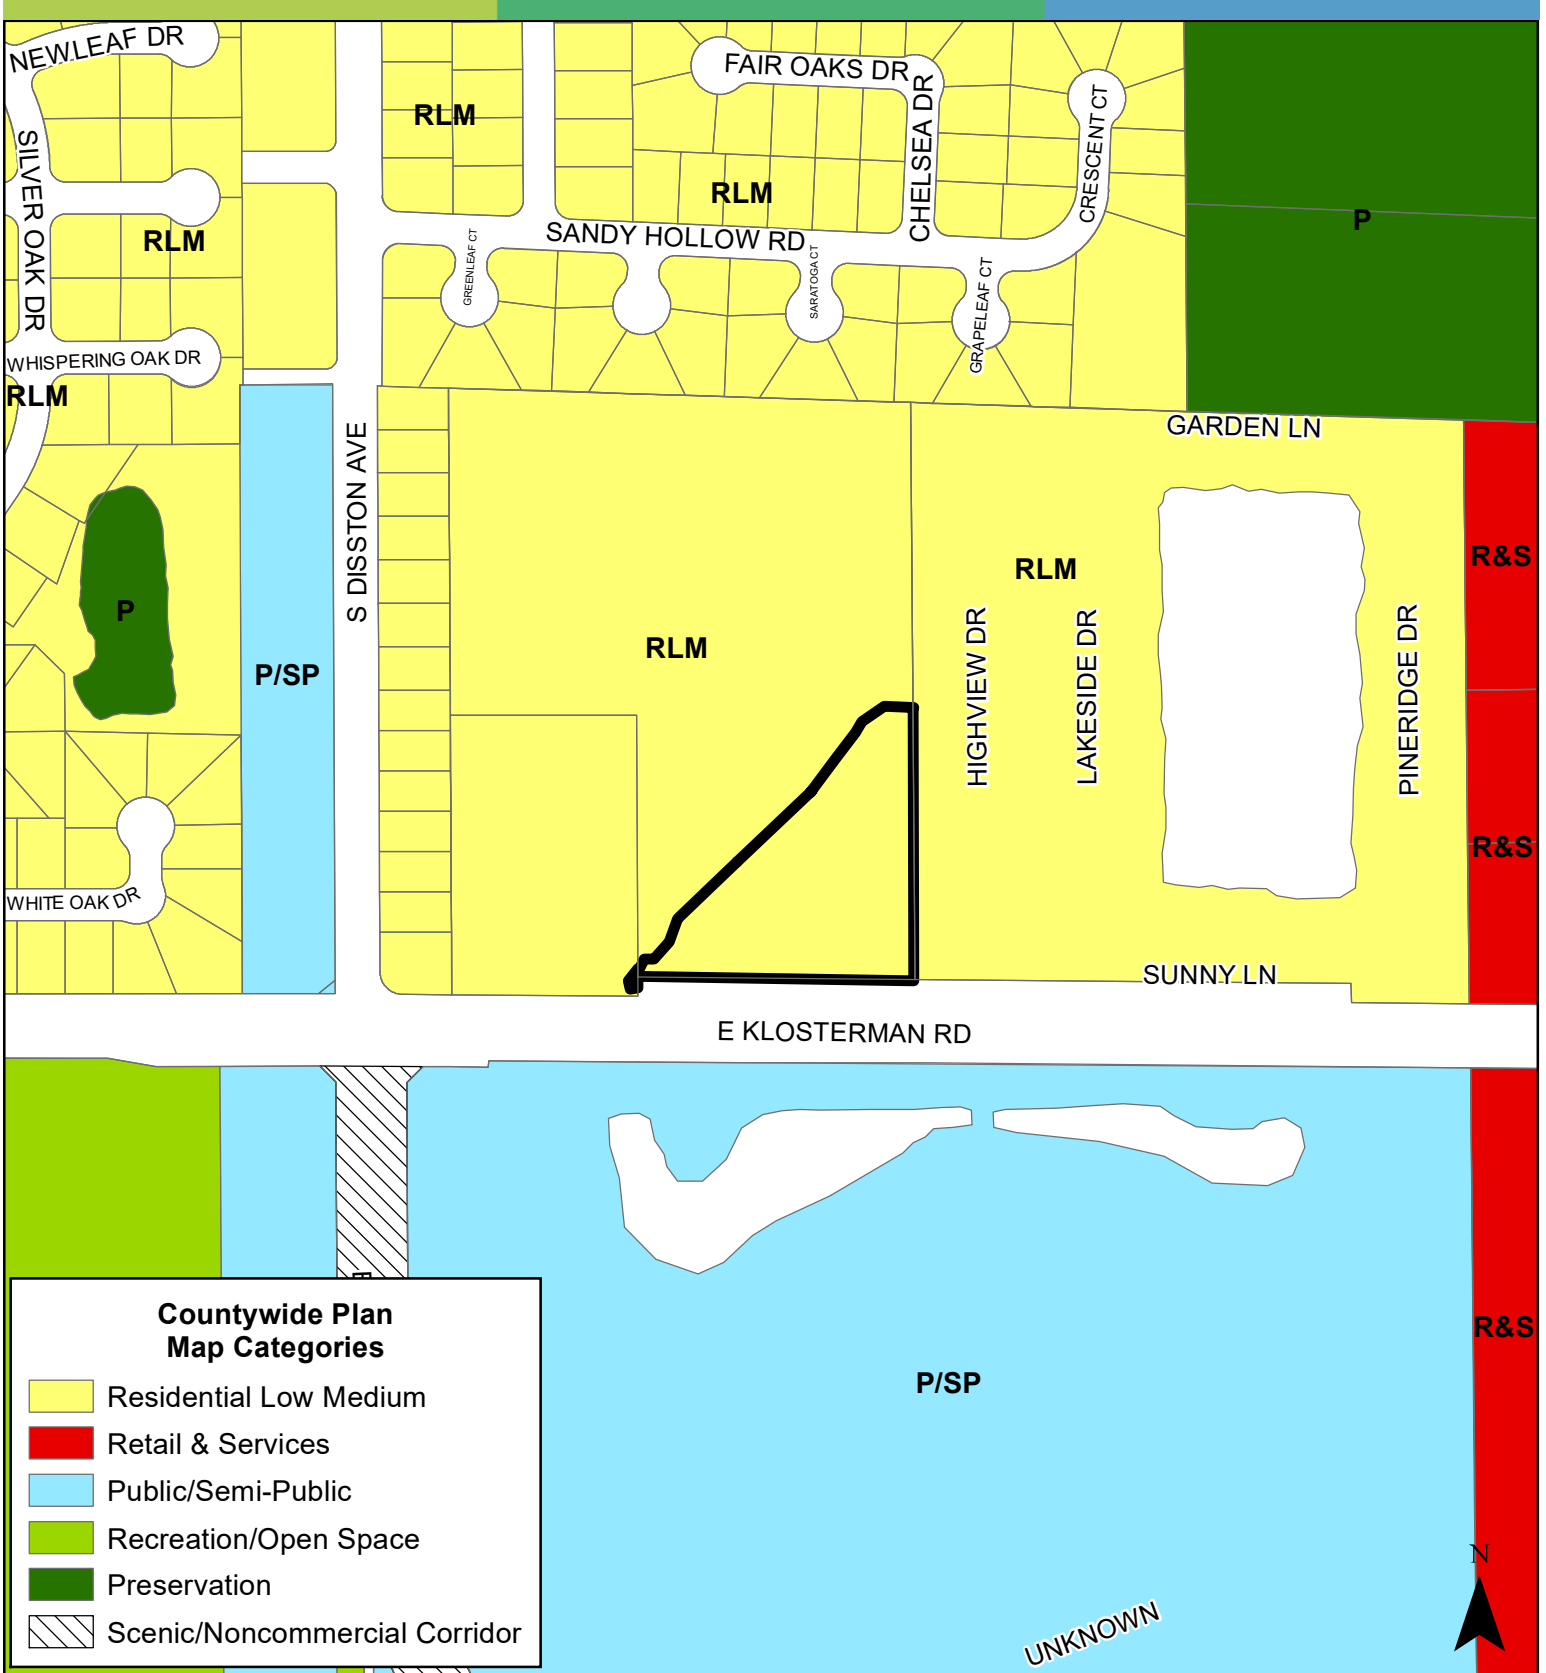 NEWLEAF DR
FAIR OAKS DR
CHELSEA DR
CRESCENT CT
RLM
SILVER OAK DR
RLM
P
RLM
SANDY HOLLOW RD
GREENLEAF CT
SARATOGA CT
GRAPELEAF CT
WHISPERING OAK DR
RLM
GARDEN LN
S DISSTON AVE
R&S
RLM
P
RLM
P/SP
HIGHVIEW DR
LAKESIDE DR
PINERIDGE DR
R&S
WHITE OAK DR
SUNNY LN
E KLOSTERMAN RD
R&S
P/SP
Countywide Plan
Map Categories
Residential Low Medium
Retail & Services
Public/Semi-Public
Recreation/Open Space
Preservation
Scenic/Noncommercial Corridor
N
UNKNOWN